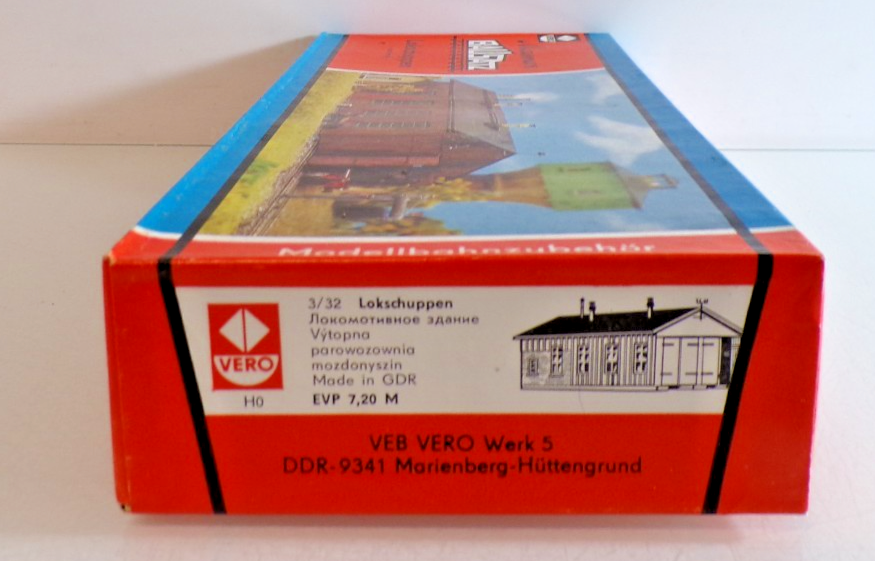 Modellbahnzubehör
VERO
H0
3/32 Lokschuppen
Локомотивное здание
Výtopna
parowozownia
mozdonyszin
Made in GDR
EVP 7,20 M
VEB VERO Werk 5
DDR-9341 Marienberg-Hüttengrund